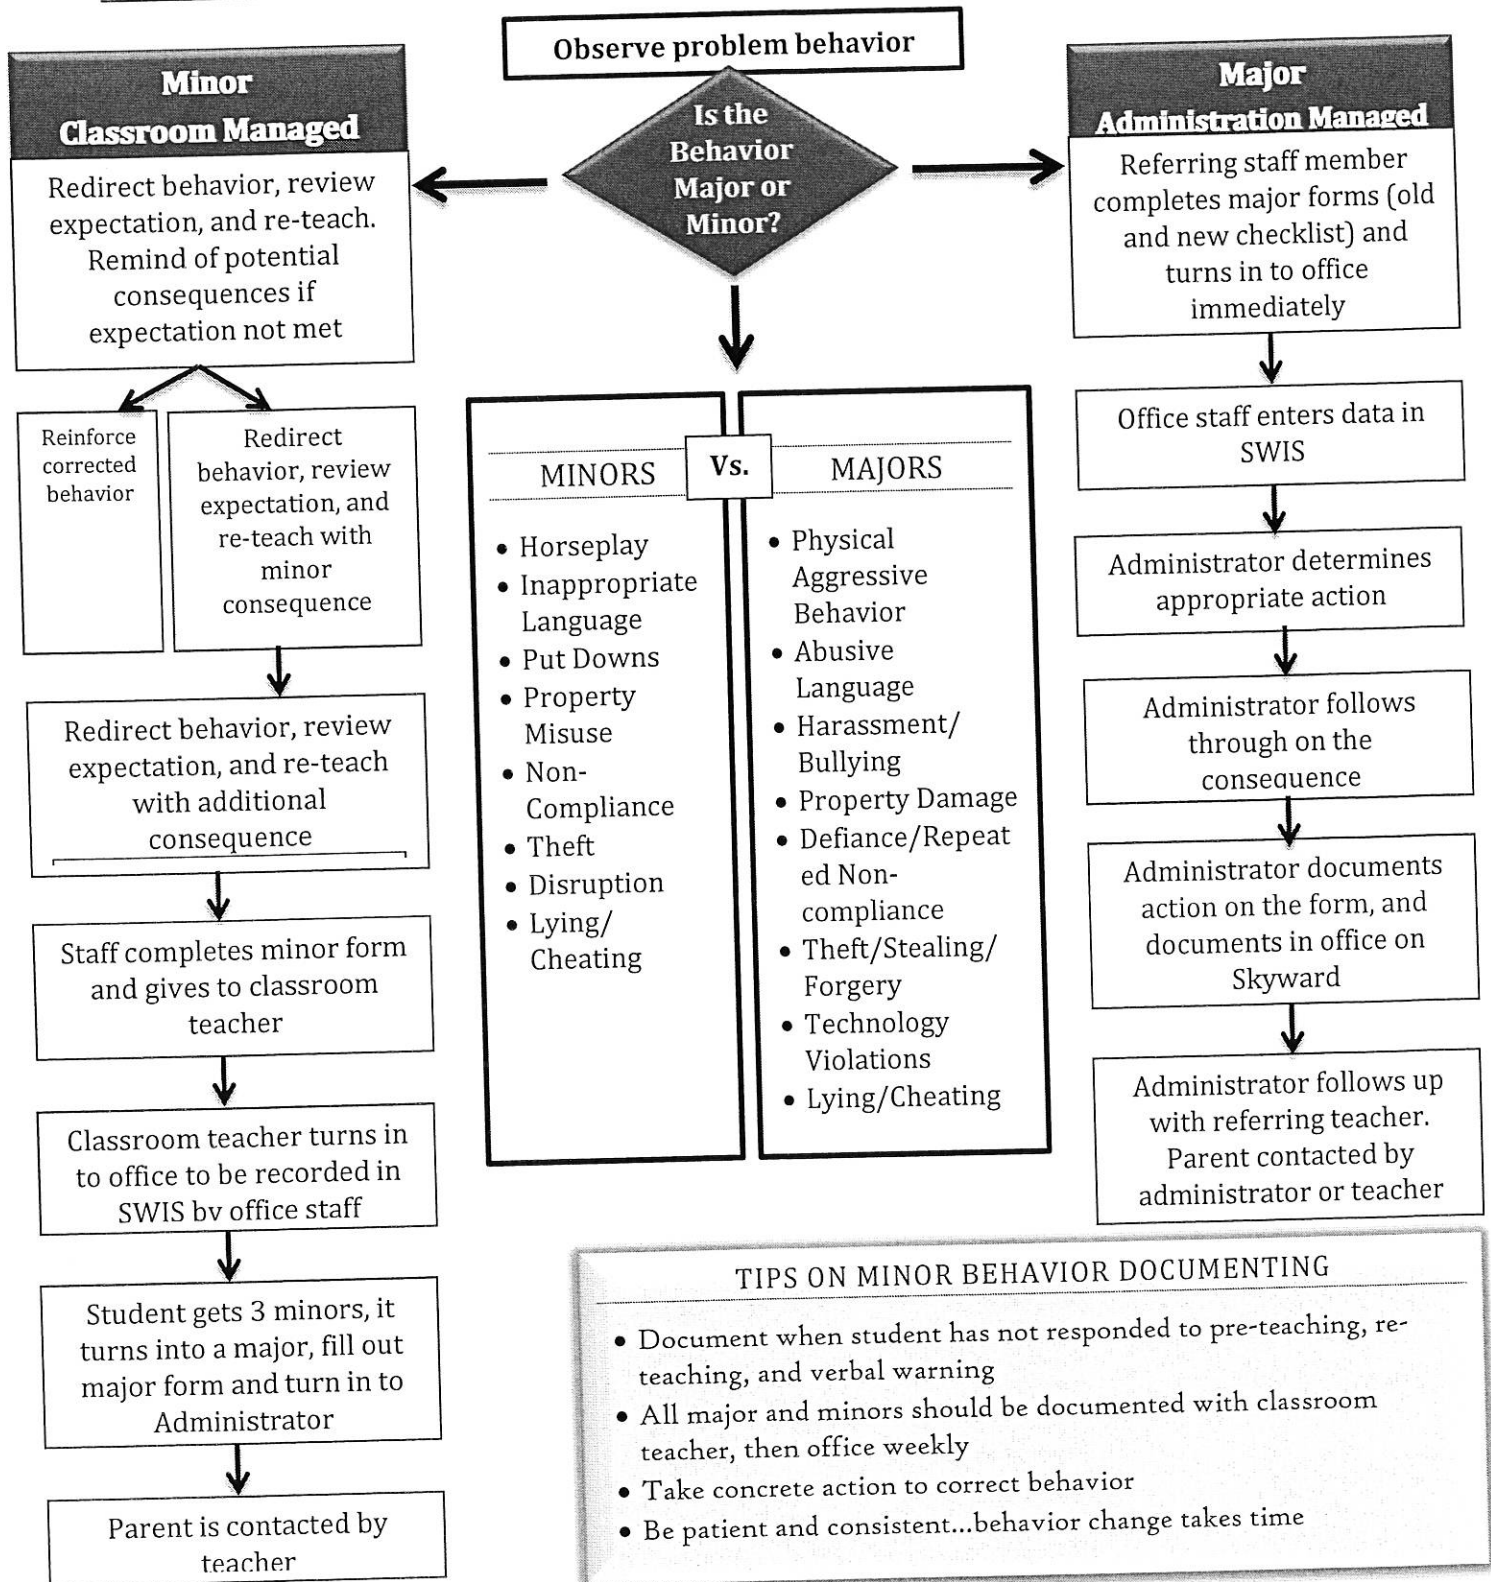 Observe problem behavior
Is the
Behavior
Major or
Minor?
Minor
Classroom Managed
Redirect behavior, review
expectation, and re-teach.
Remind of potential
consequences if
expectation not met
Reinforce
corrected
behavior
Redirect
behavior, review
expectation, and
re-teach with
minor
consequence
Redirect behavior, review
expectation, and re-teach
with additional
consequence
Staff completes minor form
and gives to classroom
teacher
Classroom teacher turns in
to office to be recorded in
SWIS by office staff
Student gets 3 minors, it
turns into a major, fill out
major form and turn in to
Administrator
Parent is contacted by
teacher
MINORS
Vs.
MAJORS
• Horseplay
• Inappropriate
Language
• Put Downs
• Property
Misuse
• Non-
Compliance
• Theft
• Disruption
• Lying/
Cheating
• Physical
Aggressive
Behavior
• Abusive
Language
• Harassment/
Bullying
• Property Damage
• Defiance/Repeat
ed Non-
compliance
• Theft/Stealing/
Forgery
• Technology
Violations
• Lying/Cheating
Major
Administration Managed
Referring staff member
completes major forms (old
and new checklist) and
turns in to office
immediately
Office staff enters data in
SWIS
Administrator determines
appropriate action
Administrator follows
through on the
consequence
Administrator documents
action on the form, and
documents in office on
Skyward
Administrator follows up
with referring teacher.
Parent contacted by
administrator or teacher
TIPS ON MINOR BEHAVIOR DOCUMENTING
• Document when student has not responded to pre-teaching, re-
teaching, and verbal warning
• All major and minors should be documented with classroom
teacher, then office weekly
• Take concrete action to correct behavior
• Be patient and consistent...behavior change takes time